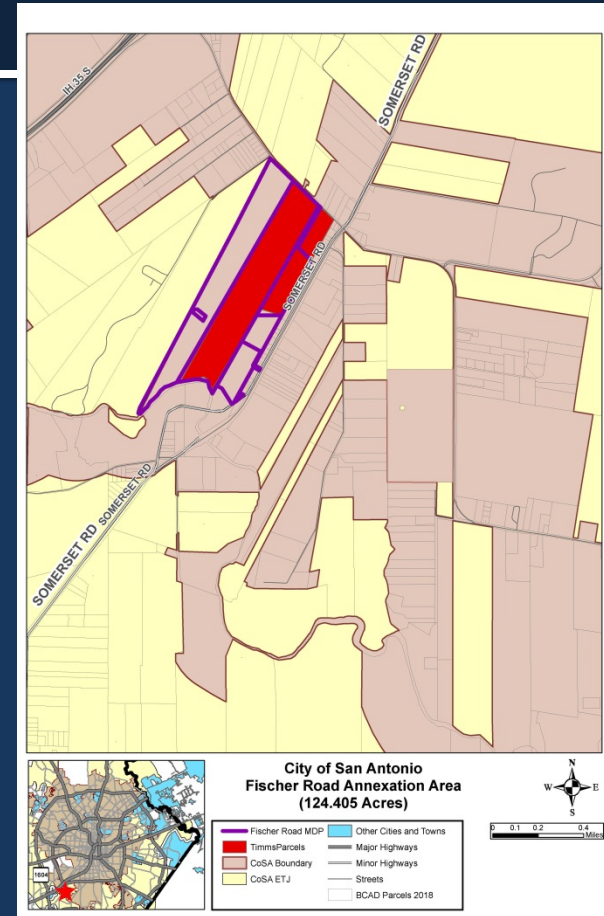 IH 35 S
SOMERSET RD
SOMERSET RD
SOMERSET RD
SOMERSET RD
City of San Antonio
Fischer Road Annexation Area
(124.405 Acres)
Fischer Road MDP
TimmsParcels
CoSA Boundary
CoSA ETJ
Other Cities and Towns
Major Highways
Minor Highways
Streets
BCAD Parcels 2018
N
W E
S
0 0.1 0.2 0.4
Miles
1604